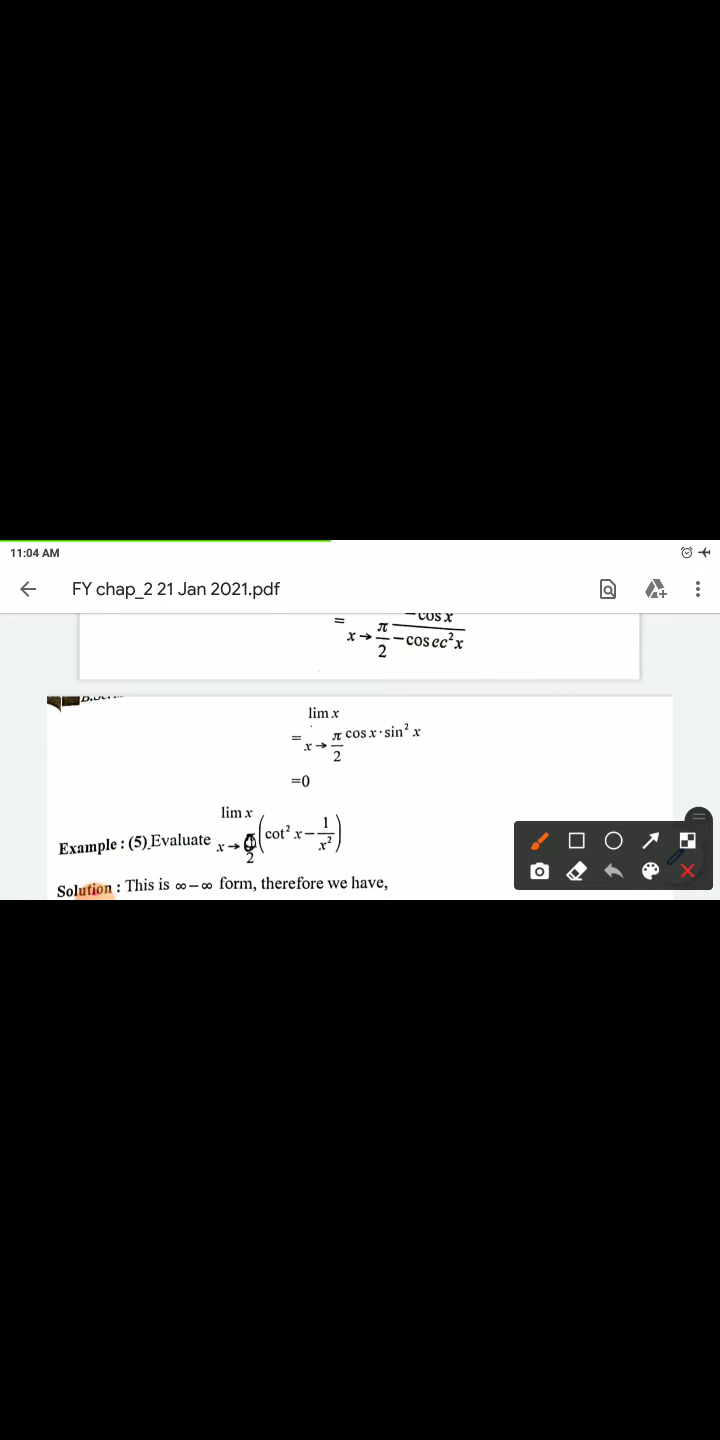 11:04 AM
FY chap_2 21 Jan 2021.pdf
= x→π/2 −cos x / −cosec²x
lim x
= x→π/2 cos x·sin² x
=0
lim x
Example : (5) Evaluate x→ /2 (cot² x − 1/x²)
Solution : This is ∞−∞ form, therefore we have,